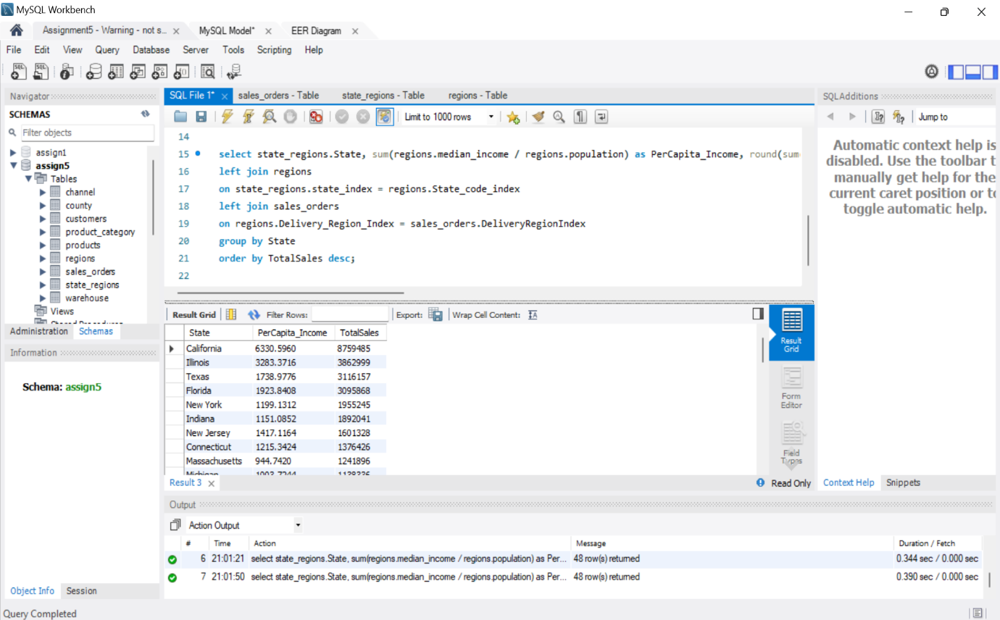 MySQL Workbench
Assignment5 - Warning - not s... MySQL Model* EER Diagram
File Edit View Query Database Server Tools Scripting Help
Navigator
SCHEMAS
Filter objects
assign1
assign5
Tables
channel
county
customers
product_category
products
regions
sales_orders
state_regions
warehouse
Views
Stored Procedures
Administration Schemas
Information
Schema: assign5
Object Info Session
SQL File 1* sales_orders - Table state_regions - Table regions - Table
Limit to 1000 rows
14
15 select state_regions.State, sum(regions.median_income / regions.population) as PerCapita_Income, round(sum
16 left join regions
17 on state_regions.state_index = regions.State_code_index
18 left join sales_orders
19 on regions.Delivery_Region_Index = sales_orders.DeliveryRegionIndex
20 group by State
21 order by TotalSales desc;
22
Result Grid Filter Rows: Export: Wrap Cell Content:
State PerCapita_Income TotalSales
California 6330.5960 8759485
Illinois 3283.3716 3862999
Texas 1738.9776 3116157
Florida 1923.8408 3095868
New York 1199.1312 1955245
Indiana 1151.0852 1892041
New Jersey 1417.1164 1601328
Connecticut 1215.3424 1376426
Massachusetts 944.7420 1241896
Michigan 1003.7244 1138336
Result Grid
Form Editor
Field Types
Result 3 Read Only
SQLAdditions
Jump to
Automatic context help is
disabled. Use the toolbar t
manually get help for the
current caret position or to
toggle automatic help.
Context Help Snippets
Output
Action Output
# Time Action Message Duration / Fetch
6 21:01:21 select state_regions.State, sum(regions.median_income / regions.population) as Per... 48 row(s) returned 0.344 sec / 0.000 sec
7 21:01:50 select state_regions.State, sum(regions.median_income / regions.population) as Per... 48 row(s) returned 0.390 sec / 0.000 sec
Query Completed